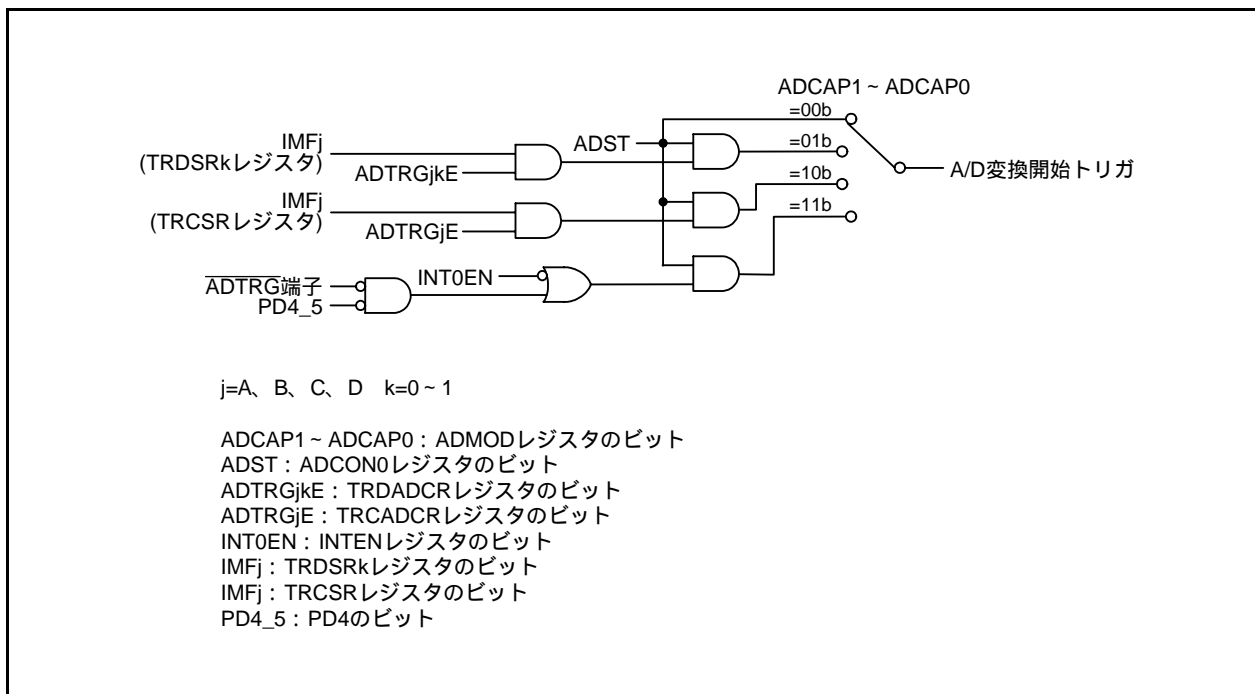 ADCAP1 ~ ADCAP0
=00b
IMFj
(TRDSRkレジスタ)
ADTRGjkE
ADST
=01b
A/D変換開始トリガ
=10b
IMFj
(TRCSRレジスタ)
ADTRGjE
=11b
INT0EN
ADTRG端子
PD4_5
j=A、B、C、D k=0 ~ 1
ADCAP1 ~ ADCAP0：ADMODレジスタのビット
ADST：ADCON0レジスタのビット
ADTRGjkE：TRDADCRレジスタのビット
ADTRGjE：TRCADCRレジスタのビット
INT0EN：INTENレジスタのビット
IMFj：TRDSRkレジスタのビット
IMFj：TRCSRレジスタのビット
PD4_5：PD4のビット